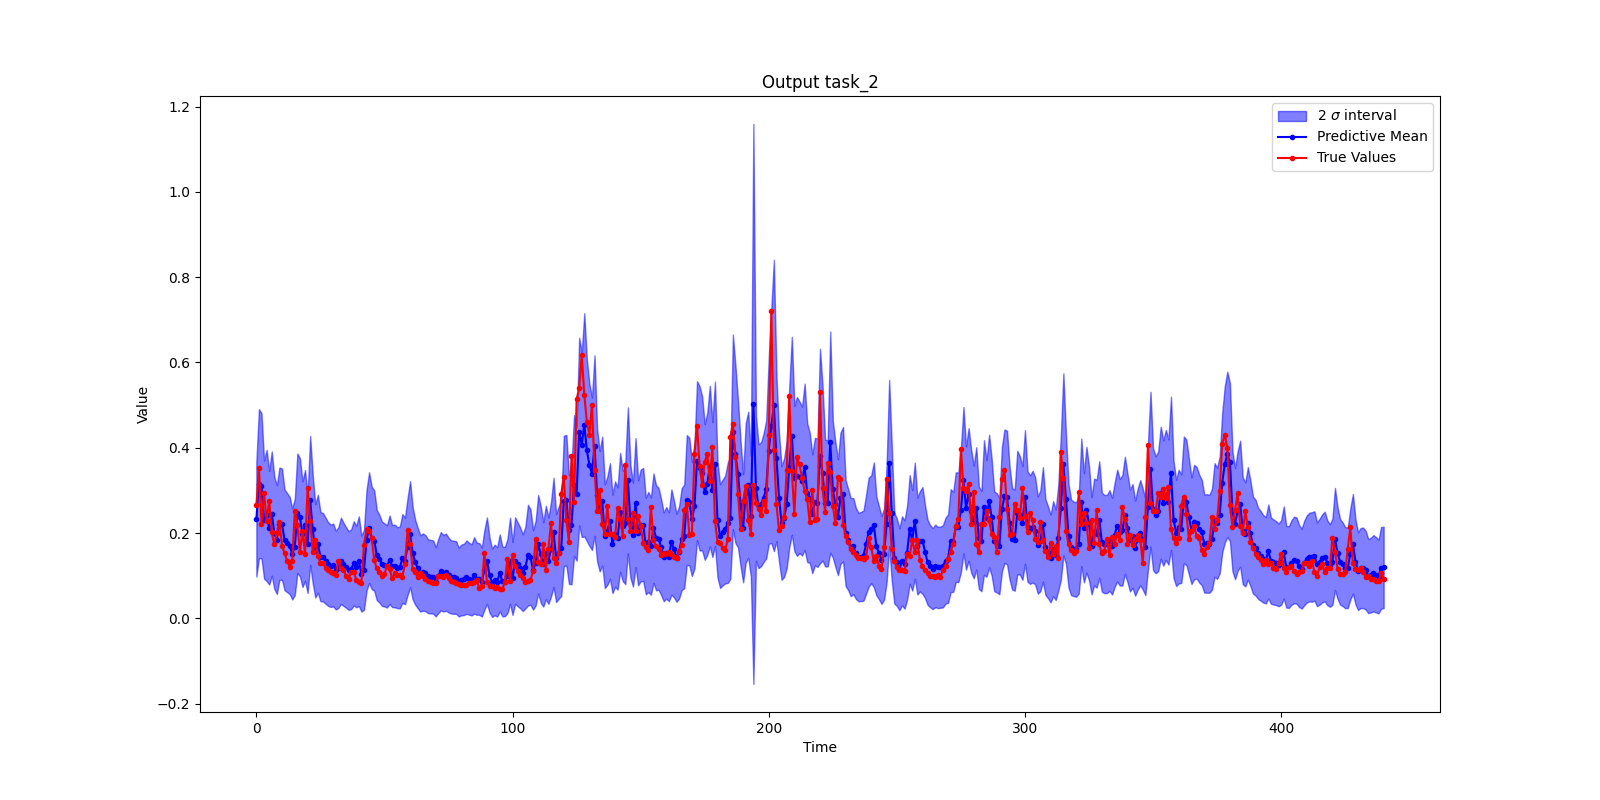 Output task_2
1.2
1.0
0.8
0.6
0.4
0.2
0.0
−0.2
Value
0 100 200 300 400
Time
2 σ interval
Predictive Mean
True Values